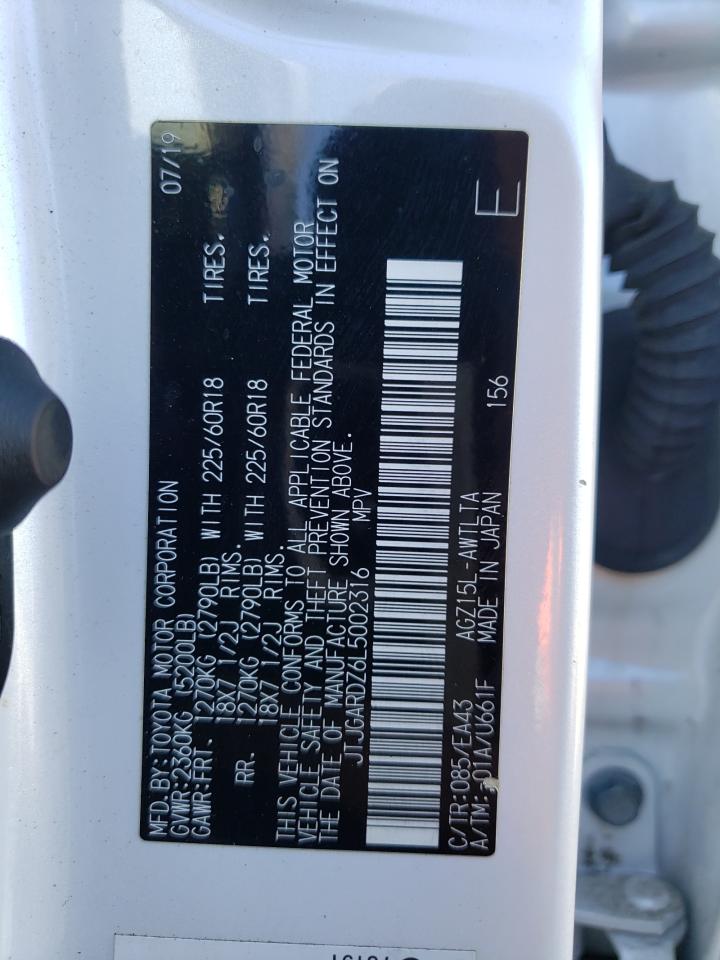 MFD. BY:TOYOTA MOTOR CORPORATION 07/19
GVWR:2360KG (5200LB)
GAWR:FRT. 1270KG (2790LB) WITH 225/60R18 TIRES.
18X7 1/2J RIMS.
RR. 1270KG (2790LB) WITH 225/60R18 TIRES.
18X7 1/2J RIMS.
THIS VEHICLE CONFORMS TO ALL APPLICABLE FEDERAL MOTOR
VEHICLE SAFETY AND THEFT PREVENTION STANDARDS IN EFFECT ON
THE DATE OF MANUFACTURE SHOWN ABOVE.
JTJGARDZ6L5002316 MPV
C/TR:085/EA43 AGZ15L-AWTLTA
A/TM:-01A/U661F MADE IN JAPAN 156 E